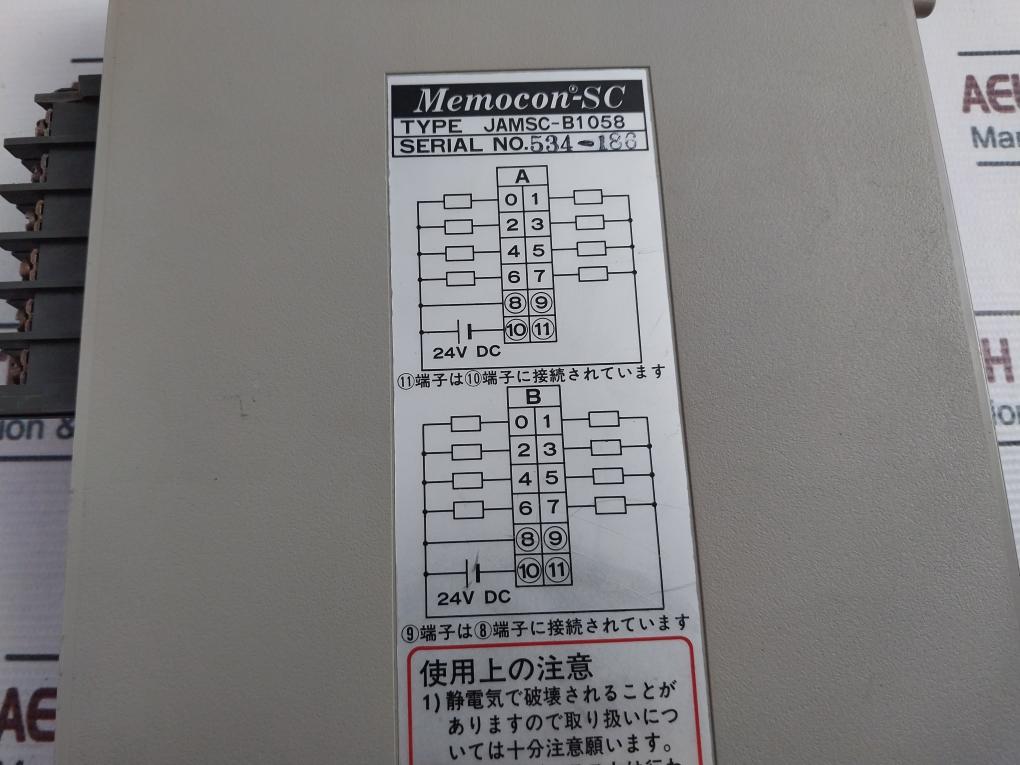 Memocon®-SC
TYPE JAMSC-B1058
SERIAL NO.534-186
A
0 1
2 3
4 5
6 7
⑧ ⑨
⑩ ⑪
24V DC
⑪端子は⑩端子に接続されています
B
0 1
2 3
4 5
6 7
⑧ ⑨
⑩ ⑪
24V DC
⑨端子は⑧端子に接続されています
使用上の注意
1) 静電気で破壊されることが
ありますので取り扱いにつ
いては十分注意願います。